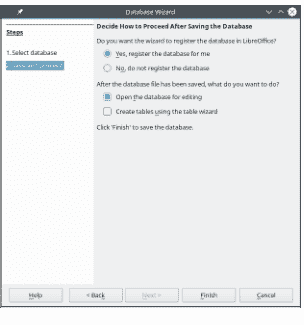 Database Wizard
Steps
1. Select database
Decide How to Proceed After Saving the Database
Do you want the wizard to register the database in LibreOffice?
Yes, register the database for me
No, do not register the database
After the database file has been saved, what do you want to do?
Open the database for editing
Create tables using the table wizard
Click 'Finish' to save the database.
Help
< Back
Next >
Finish
Cancel